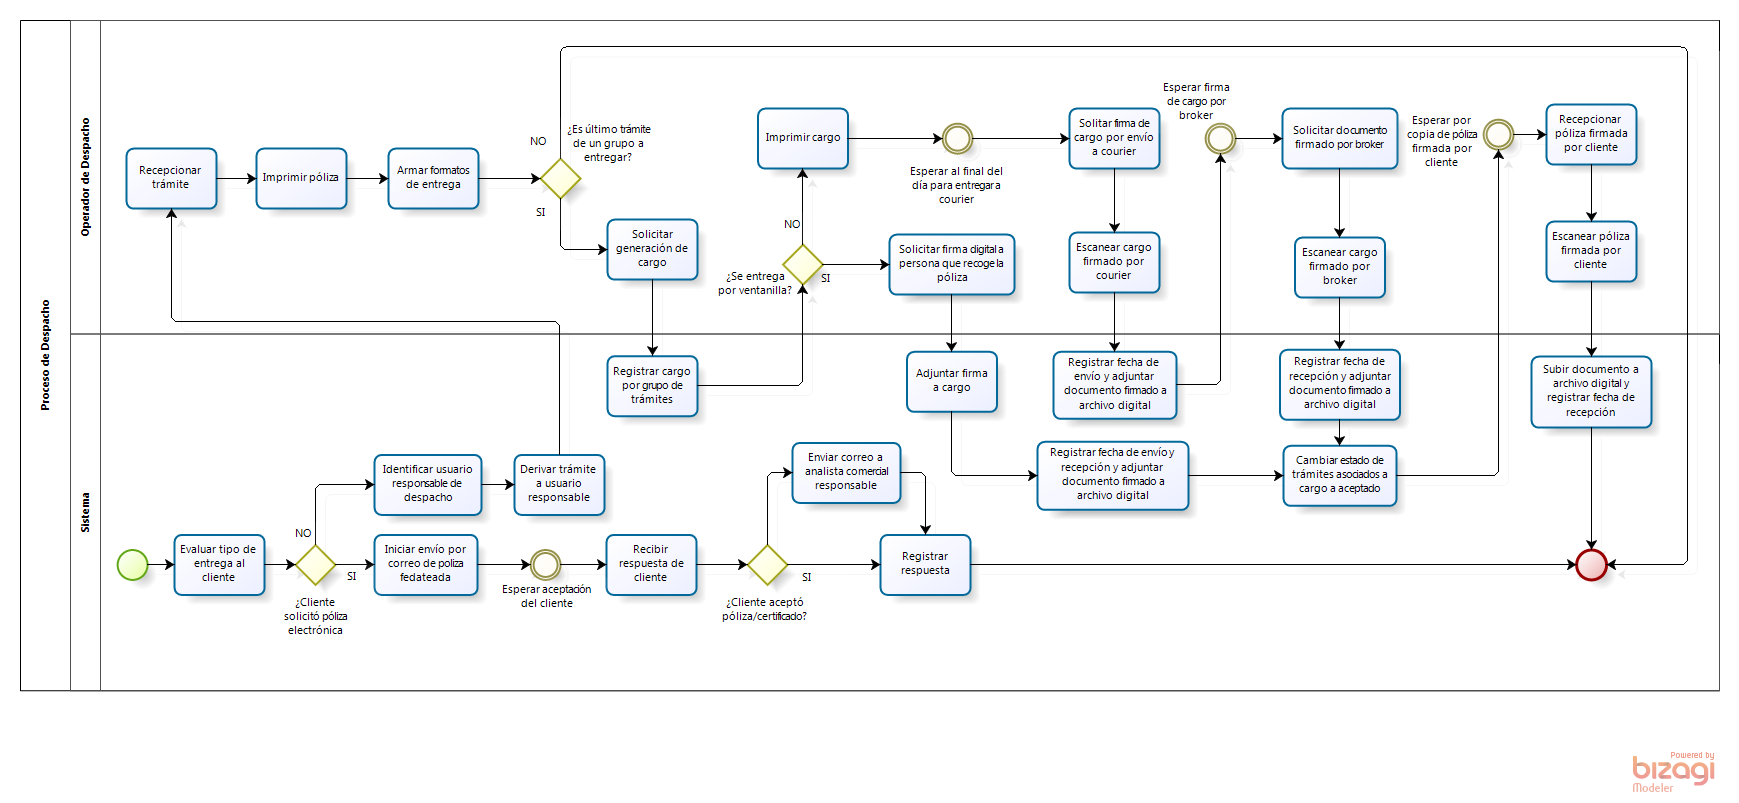 Proceso de Despacho
Operador de Despacho
Sistema
Recepcionar
trámite
Imprimir póliza
Armar formatos
de entrega
NO
¿Es último trámite
de un grupo a
entregar?
SI
Solicitar
generación de
cargo
Imprimir cargo
NO
¿Se entrega
por ventanilla?
SI
Esperar al final del
día para entregar a
courier
Solicitar firma digital a
persona que recoge la
póliza
Solitar firma de
cargo por envío
a courier
Escanear cargo
firmado por
courier
Esperar firma
de cargo por
broker
Solicitar documento
firmado por broker
Escanear cargo
firmado por
broker
Esperar por
copia de póliza
firmada por
cliente
Recepcionar
póliza firmada
por cliente
Escanear póliza
firmada por
cliente
Registrar cargo
por grupo de
trámites
Adjuntar firma
a cargo
Registrar fecha de
envío y adjuntar
documento firmado a
archivo digital
Registrar fecha de
recepción y adjuntar
documento firmado a
archivo digital
Subir documento a
archivo digital y
registrar fecha de
recepción
Identificar usuario
responsable de
despacho
Derivar trámite
a usuario
responsable
Enviar correo a
analista comercial
responsable
Registrar fecha de envío y
recepción y adjuntar
documento firmado a
archivo digital
Cambiar estado de
trámites asociados a
cargo a aceptado
Evaluar tipo de
entrega al
cliente
NO
SI
¿Cliente
solicitó póliza
electrónica
Iniciar envío por
correo de poliza
fedateada
Esperar aceptación
del cliente
Recibir
respuesta de
cliente
SI
¿Cliente aceptó
póliza/certificado?
Registrar
respuesta
Powered by
bizagi
Modeler